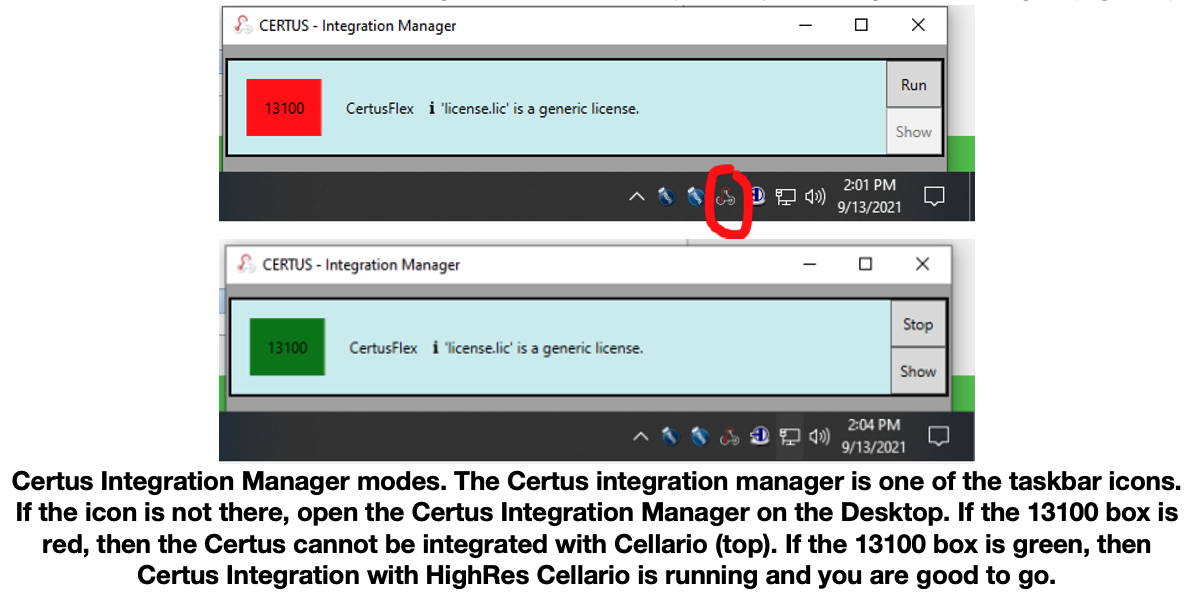 CERTUS - Integration Manager
13100 CertusFlex i 'license.lic' is a generic license.
Run
Show
2:01 PM
9/13/2021
CERTUS - Integration Manager
13100 CertusFlex i 'license.lic' is a generic license.
Stop
Show
2:04 PM
9/13/2021
Certus Integration Manager modes. The Certus integration manager is one of the taskbar icons.
If the icon is not there, open the Certus Integration Manager on the Desktop. If the 13100 box is
red, then the Certus cannot be integrated with Cellario (top). If the 13100 box is green, then
Certus Integration with HighRes Cellario is running and you are good to go.